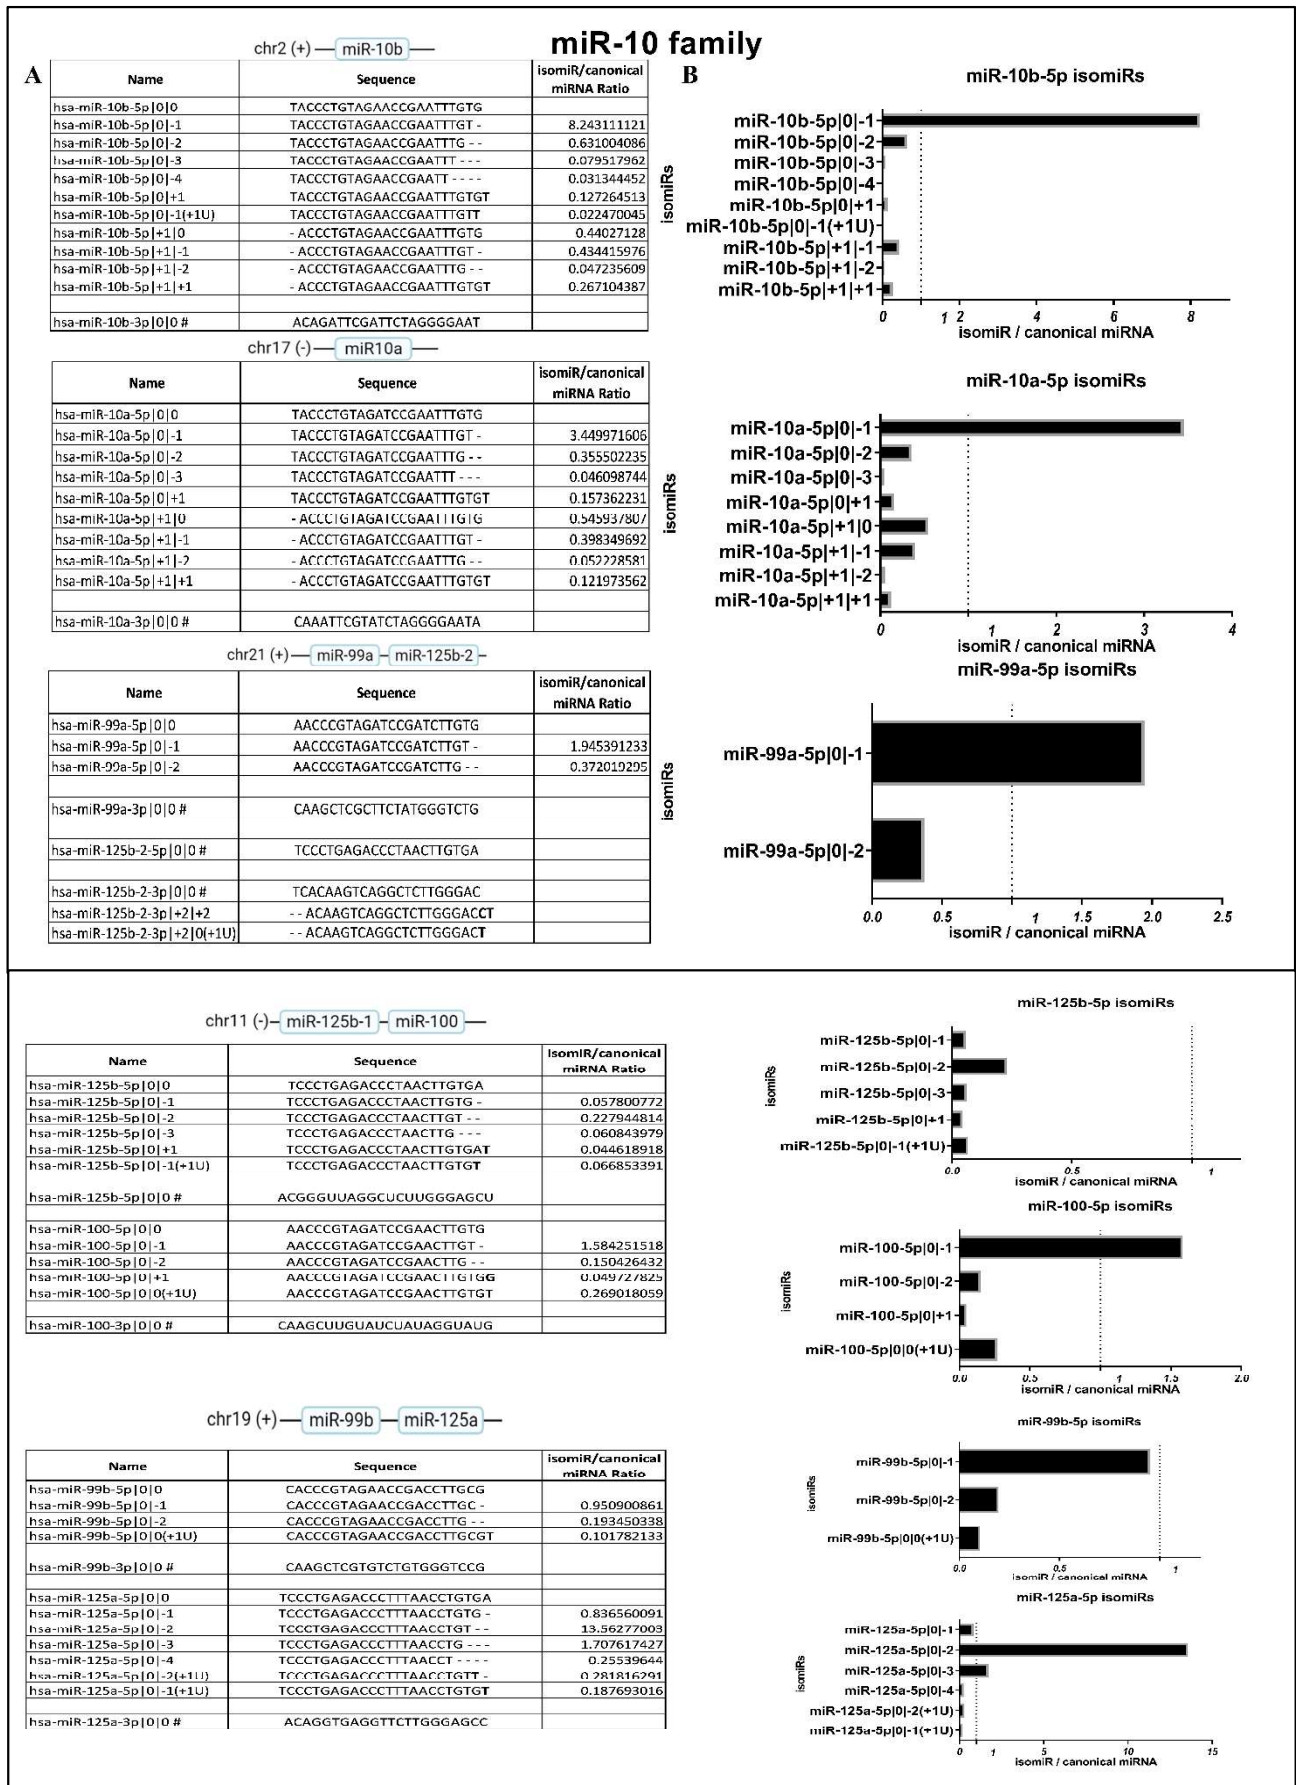 miR-10 family
A
chr2 (+) miR-10b
Name Sequence isomiR/canonical miRNA Ratio
hsa-miR-10b-5p|0|0 TACCCTGTAGAACCGAATTTGTG
hsa-miR-10b-5p|0|-1 TACCCTGTAGAACCGAATTTGT - 8.243111121
hsa-miR-10b-5p|0|-2 TACCCTGTAGAACCGAATTTG - - 0.631004086
hsa-miR-10b-5p|0|-3 TACCCTGTAGAACCGAATTT - - - 0.079517962
hsa-miR-10b-5p|0|-4 TACCCTGTAGAACCGAATT - - - - 0.031344452
hsa-miR-10b-5p|0|+1 TACCCTGTAGAACCGAATTTGTGT 0.127264513
hsa-miR-10b-5p|0|-1(+1U) TACCCTGTAGAACCGAATTTGTT 0.022470045
hsa-miR-10b-5p|+1|0 - ACCCTGTAGAACCGAATTTGTG 0.44027128
hsa-miR-10b-5p|+1|-1 - ACCCTGTAGAACCGAATTTGT - 0.434415976
hsa-miR-10b-5p|+1|-2 - ACCCTGTAGAACCGAATTTG - - 0.047235609
hsa-miR-10b-5p|+1|+1 - ACCCTGTAGAACCGAATTTGTGT 0.267104387
hsa-miR-10b-3p|0|0 # ACAGATTCGATTCTAGGGGAAT
chr17 (-) miR10a
Name Sequence isomiR/canonical miRNA Ratio
hsa-miR-10a-5p|0|0 TACCCTGTAGATCCGAATTTGTG
hsa-miR-10a-5p|0|-1 TACCCTGTAGATCCGAATTTGT - 3.449971606
hsa-miR-10a-5p|0|-2 TACCCTGTAGATCCGAATTTG - - 0.355502235
hsa-miR-10a-5p|0|-3 TACCCTGTAGATCCGAATTT - - - 0.046098744
hsa-miR-10a-5p|0|+1 TACCCTGTAGATCCGAATTTGTGT 0.157362231
hsa-miR-10a-5p|+1|0 - ACCCTGTAGATCCGAATTTGTG 0.545937807
hsa-miR-10a-5p|+1|-1 - ACCCTGTAGATCCGAATTTGT - 0.398349692
hsa-miR-10a-5p|+1|-2 - ACCCTGTAGATCCGAATTTG - - 0.052228581
hsa-miR-10a-5p|+1|+1 - ACCCTGTAGATCCGAATTTGTGT 0.121973562
hsa-miR-10a-3p|0|0 # CAAATTCGTATCTAGGGGAATA
chr21 (+) miR-99a miR-125b-2
Name Sequence isomiR/canonical miRNA Ratio
hsa-miR-99a-5p|0|0 AACCCGTAGATCCGATCTTGTG
hsa-miR-99a-5p|0|-1 AACCCGTAGATCCGATCTTGT - 1.945391233
hsa-miR-99a-5p|0|-2 AACCCGTAGATCCGATCTTG - - 0.372019295
hsa-miR-99a-3p|0|0 # CAAGCTCGCTTCTATGGGTCTG
hsa-miR-125b-2-5p|0|0 # TCCCTGAGACCCTAACTTGTGA
hsa-miR-125b-2-3p|0|0 # TCACAAGTCAGGCTCTTGGGAC
hsa-miR-125b-2-3p|+2|+2 - - ACAAGTCAGGCTCTTGGGACCT
hsa-miR-125b-2-3p|+2|0(+1U) - - ACAAGTCAGGCTCTTGGGACT
B
miR-10b-5p isomiRs
isomiRs
miR-10b-5p|0|-1
miR-10b-5p|0|-2
miR-10b-5p|0|-3
miR-10b-5p|0|-4
miR-10b-5p|0|+1
miR-10b-5p|0|-1(+1U)
miR-10b-5p|+1|-1
miR-10b-5p|+1|-2
miR-10b-5p|+1|+1
0 1 2 4 6 8
isomiR / canonical miRNA
miR-10a-5p isomiRs
isomiRs
miR-10a-5p|0|-1
miR-10a-5p|0|-2
miR-10a-5p|0|-3
miR-10a-5p|0|+1
miR-10a-5p|+1|0
miR-10a-5p|+1|-1
miR-10a-5p|+1|-2
miR-10a-5p|+1|+1
0 1 2 3 4
isomiR / canonical miRNA
miR-99a-5p isomiRs
isomiRs
miR-99a-5p|0|-1
miR-99a-5p|0|-2
0.0 0.5 1 1.5 2.0 2.5
isomiR / canonical miRNA
chr11 (-) miR-125b-1 miR-100
Name Sequence isomiR/canonical miRNA Ratio
hsa-miR-125b-5p|0|0 TCCCTGAGACCCTAACTTGTGA
hsa-miR-125b-5p|0|-1 TCCCTGAGACCCTAACTTGTG - 0.057800772
hsa-miR-125b-5p|0|-2 TCCCTGAGACCCTAACTTGT - - 0.227944814
hsa-miR-125b-5p|0|-3 TCCCTGAGACCCTAACTTG - - - 0.060843979
hsa-miR-125b-5p|0|+1 TCCCTGAGACCCTAACTTGTGAT 0.044618918
hsa-miR-125b-5p|0|-1(+1U) TCCCTGAGACCCTAACTTGTGT 0.066853391
hsa-miR-125b-5p|0|0 # ACGGGUUAGGCUCUUGGGAGCU
hsa-miR-100-5p|0|0 AACCCGTAGATCCGAACTTGTG
hsa-miR-100-5p|0|-1 AACCCGTAGATCCGAACTTGT - 1.584251518
hsa-miR-100-5p|0|-2 AACCCGTAGATCCGAACTTG - - 0.150426432
hsa-miR-100-5p|0|+1 AACCCGTAGATCCGAACTTGTGG 0.049727825
hsa-miR-100-5p|0|0(+1U) AACCCGTAGATCCGAACTTGTGT 0.269018059
hsa-miR-100-3p|0|0 # CAAGCUUGUAUCUAUAGGUAUG
chr19 (+) miR-99b miR-125a
Name Sequence isomiR/canonical miRNA Ratio
hsa-miR-99b-5p|0|0 CACCCGTAGAACCGACCTTGCG
hsa-miR-99b-5p|0|-1 CACCCGTAGAACCGACCTTGC - 0.950900861
hsa-miR-99b-5p|0|-2 CACCCGTAGAACCGACCTTG - - 0.193450338
hsa-miR-99b-5p|0|0(+1U) CACCCGTAGAACCGACCTTGCGT 0.101782133
hsa-miR-99b-3p|0|0 # CAAGCTCGTGTCTGTGGGTCCG
hsa-miR-125a-5p|0|0 TCCCTGAGACCCTTTAACCTGTGA
hsa-miR-125a-5p|0|-1 TCCCTGAGACCCTTTAACCTGTG - 0.836560091
hsa-miR-125a-5p|0|-2 TCCCTGAGACCCTTTAACCTGT - - 13.56277003
hsa-miR-125a-5p|0|-3 TCCCTGAGACCCTTTAACCTG - - - 1.707617427
hsa-miR-125a-5p|0|-4 TCCCTGAGACCCTTTAACCT - - - - 0.25539644
hsa-miR-125a-5p|0|-2(+1U) TCCCTGAGACCCTTTAACCTGTT - 0.281816291
hsa-miR-125a-5p|0|-1(+1U) TCCCTGAGACCCTTTAACCTGTGT 0.187693016
hsa-miR-125a-3p|0|0 # ACAGGTGAGGTTCTTGGGAGCC
miR-125b-5p isomiRs
isomiRs
miR-125b-5p|0|-1
miR-125b-5p|0|-2
miR-125b-5p|0|-3
miR-125b-5p|0|+1
miR-125b-5p|0|-1(+1U)
0.0 0.5 1
isomiR / canonical miRNA
miR-100-5p isomiRs
isomiRs
miR-100-5p|0|-1
miR-100-5p|0|-2
miR-100-5p|0|+1
miR-100-5p|0|0(+1U)
0.0 0.5 1 1.5 2.0
isomiR / canonical miRNA
miR-99b-5p isomiRs
isomiRs
miR-99b-5p|0|-1
miR-99b-5p|0|-2
miR-99b-5p|0|0(+1U)
0.0 0.5 1
isomiR / canonical miRNA
miR-125a-5p isomiRs
isomiRs
miR-125a-5p|0|-1
miR-125a-5p|0|-2
miR-125a-5p|0|-3
miR-125a-5p|0|-4
miR-125a-5p|0|-2(+1U)
miR-125a-5p|0|-1(+1U)
0 1 5 10 15
isomiR / canonical miRNA